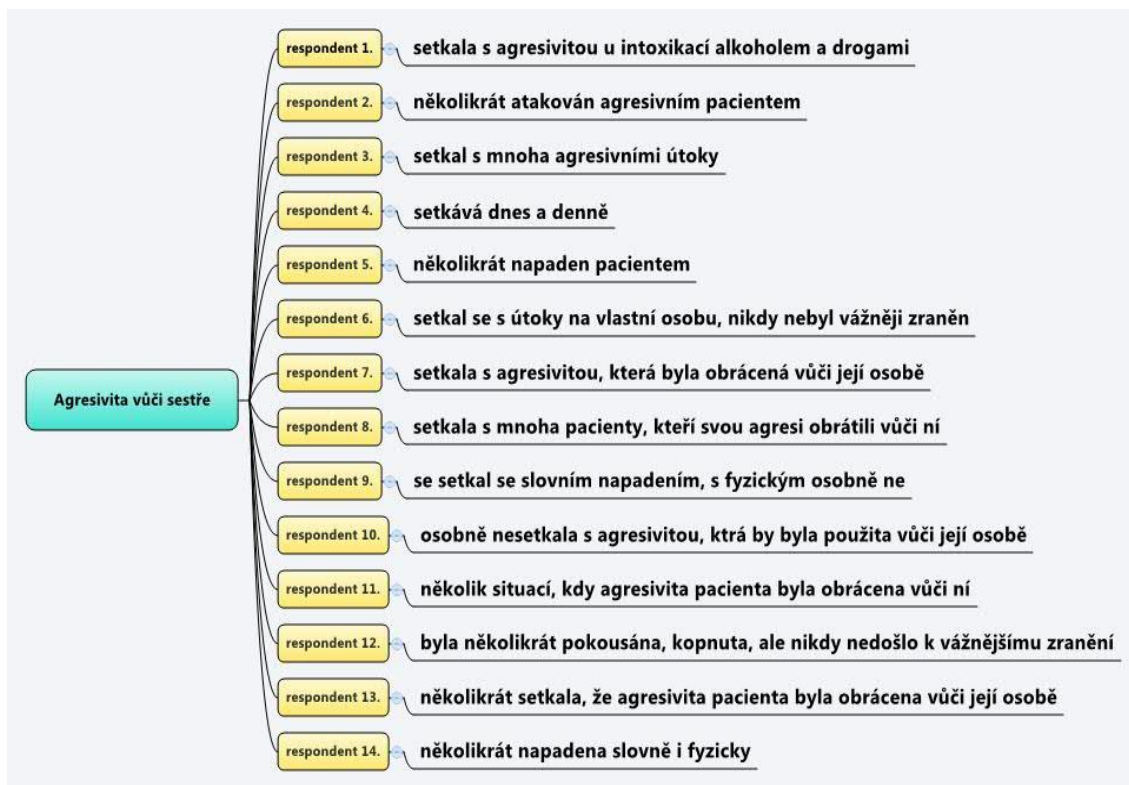 respondent 1. setkala s agresivitou u intoxikací alkoholem a drogami
respondent 2. několikrát atakován agresivním pacientem
respondent 3. setkal s mnoha agresivními útoky
respondent 4. setkává dnes a denně
respondent 5. několikrát napaden pacientem
respondent 6. setkal se s útoky na vlastní osobu, nikdy nebyl vážněji zraněn
respondent 7. setkala s agresivitou, která byla obrácená vůči její osobě
Agresivita vůči sestře
respondent 8. setkala s mnoha pacienty, kteří svou agresi obrátili vůči ní
respondent 9. se setkal se slovním napadením, s fyzickým osobně ne
respondent 10. osobně nesetkala s agresivitou, ktrá by byla použita vůči její osobě
respondent 11. několik situací, kdy agresivita pacienta byla obrácena vůči ní
respondent 12. byla několikrát pokousána, kopnuta, ale nikdy nedošlo k vážnějšímu zranění
respondent 13. několikrát setkala, že agresivita pacienta byla obrácena vůči její osobě
respondent 14. několikrát napadena slovně i fyzicky